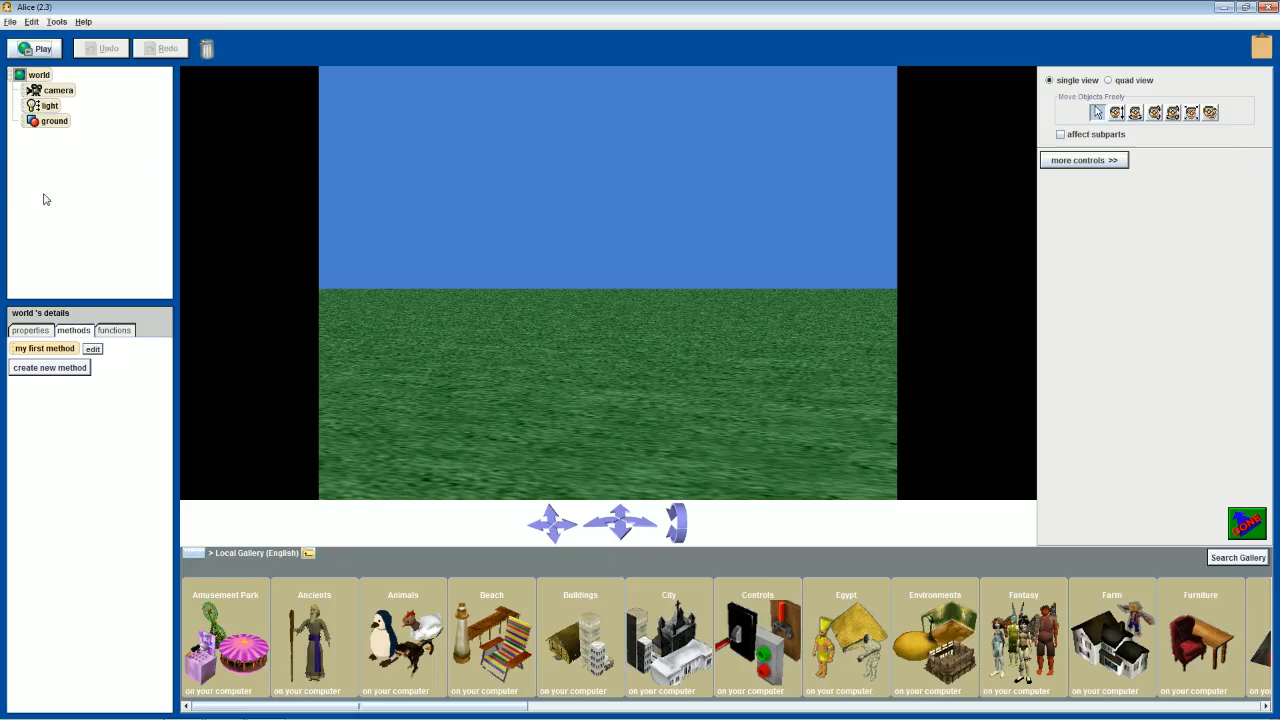 Alice (2.3)
File Edit Tools Help
Play Undo Redo
world
camera
light
ground
single view quad view
Move Objects Freely
affect subparts
more controls >>
world 's details
properties methods functions
my first method edit
create new method
DONE
> Local Gallery (English)
Search Gallery
Amusement Park Ancients Animals Beach Buildings City Controls Egypt Environments Fantasy Farm Furniture
on your computer on your computer on your computer on your computer on your computer on your computer on your computer on your computer on your computer on your computer on your computer on your computer on yo